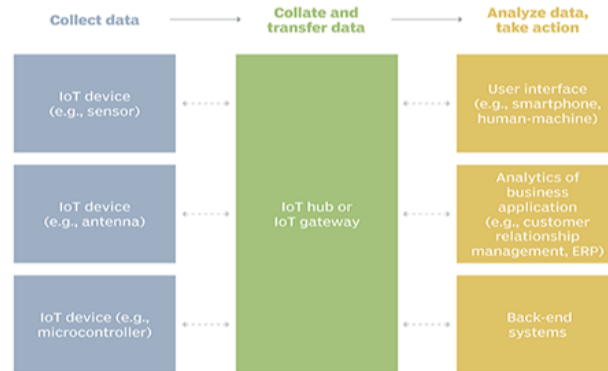 Collect data
Collate and
transfer data
Analyze data,
take action
IoT device
(e.g., sensor)
IoT device
(e.g., antenna)
IoT device (e.g.,
microcontroller)
IoT hub or
IoT gateway
User interface
(e.g., smartphone,
human-machine)
Analytics of
business
application
(e.g., customer
relationship
management, ERP)
Back-end
systems